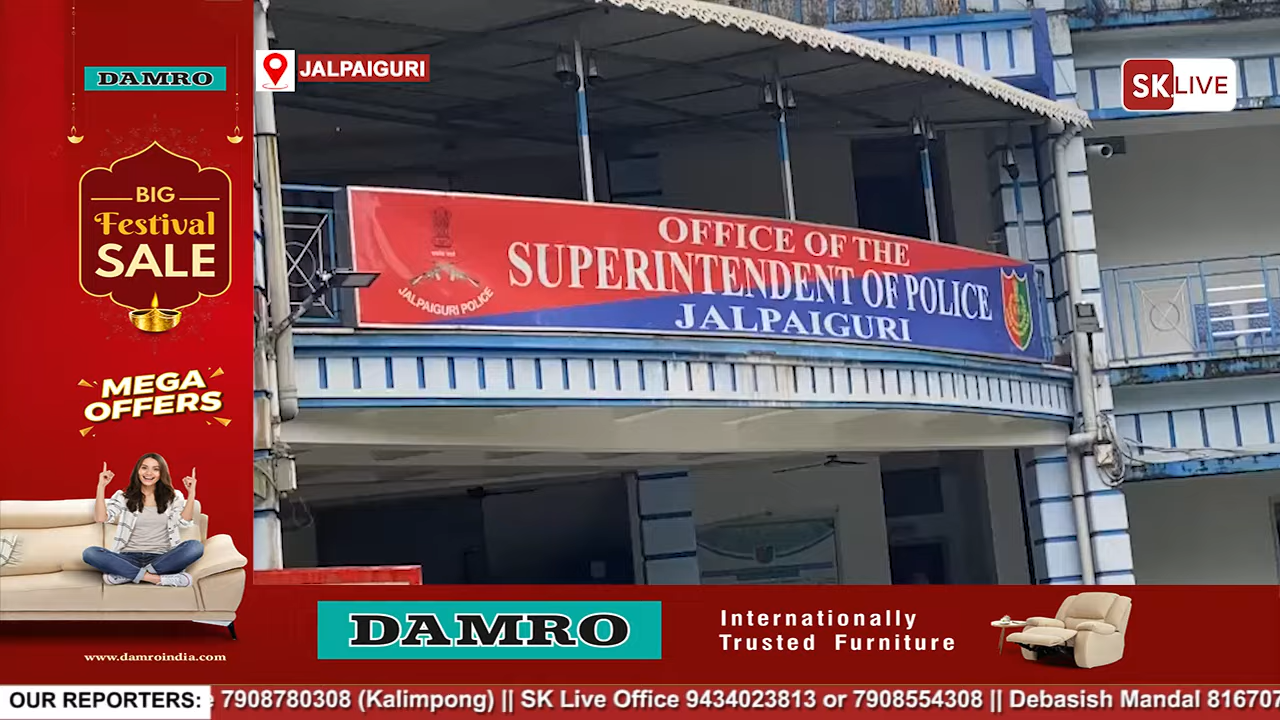 DAMRO
BIG
Festival
SALE
MEGA
OFFERS
www.damroindia.com
JALPAIGURI
SK LIVE
OFFICE OF THE
SUPERINTENDENT OF POLICE
JALPAIGURI
JALPAIGURI POLICE
DAMRO
Internationally
Trusted Furniture
OUR REPORTERS: 7908780308 (Kalimpong) || SK Live Office 9434023813 or 7908554308 || Debasish Mandal 816707